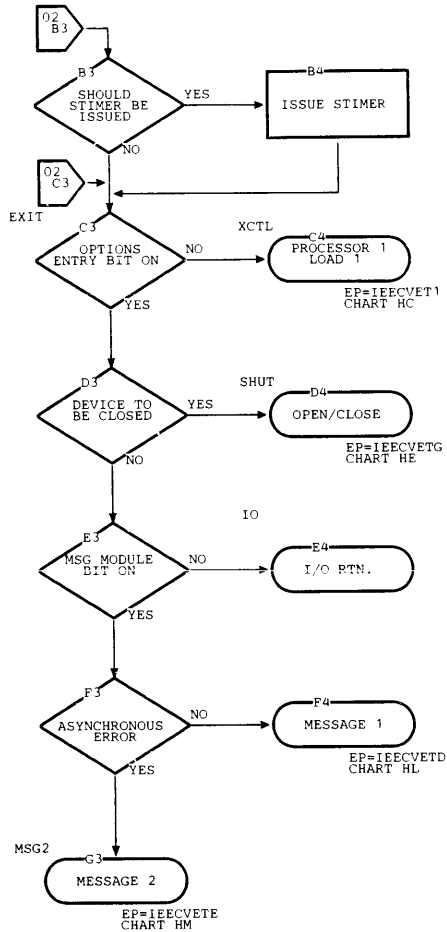 02
B3
B3
SHOULD
STIMER BE
ISSUED
YES
B4
ISSUE STIMER
NO
02
C3
EXIT
C3
OPTIONS
ENTRY BIT ON
NO
XCTL
C4
PROCESSOR 1
LOAD 1
EP=IEECVET1
CHART HC
YES
D3
DEVICE TO
BE CLOSED
YES
SHUT
D4
OPEN/CLOSE
EP=IEECVETG
CHART HE
NO
E3
MSG MODULE
BIT ON
NO
IO
E4
I/O RTN.
YES
F3
ASYNCHRONOUS
ERROR
NO
F4
MESSAGE 1
EP=IEECVETD
CHART HL
YES
MSG2
G3
MESSAGE 2
EP=IEECVETE
CHART HM